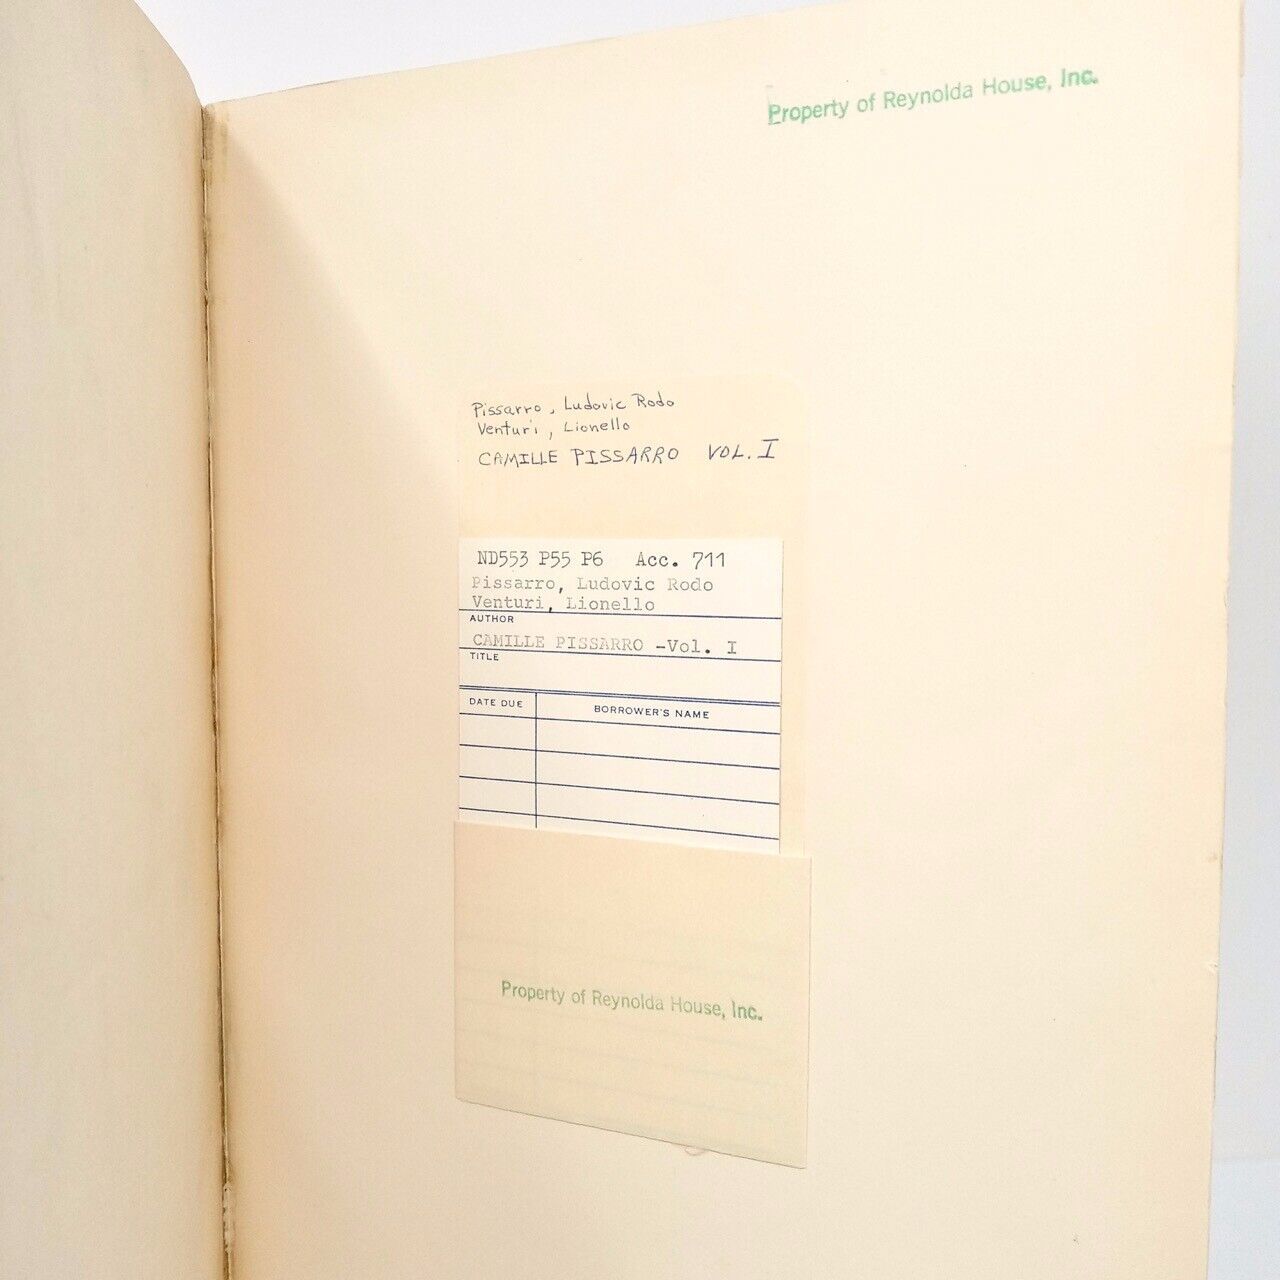 Property of Reynolda House, Inc.
Pissarro, Ludovic Rodo
Venturi, Lionello
CAMILLE PISSARRO VOL. I
ND553 P55 P6 Acc. 711
Pissarro, Ludovic Rodo
Venturi, Lionello
AUTHOR
CAMILLE PISSARRO -Vol. I
TITLE
DATE DUE BORROWER'S NAME
Property of Reynolda House, Inc.